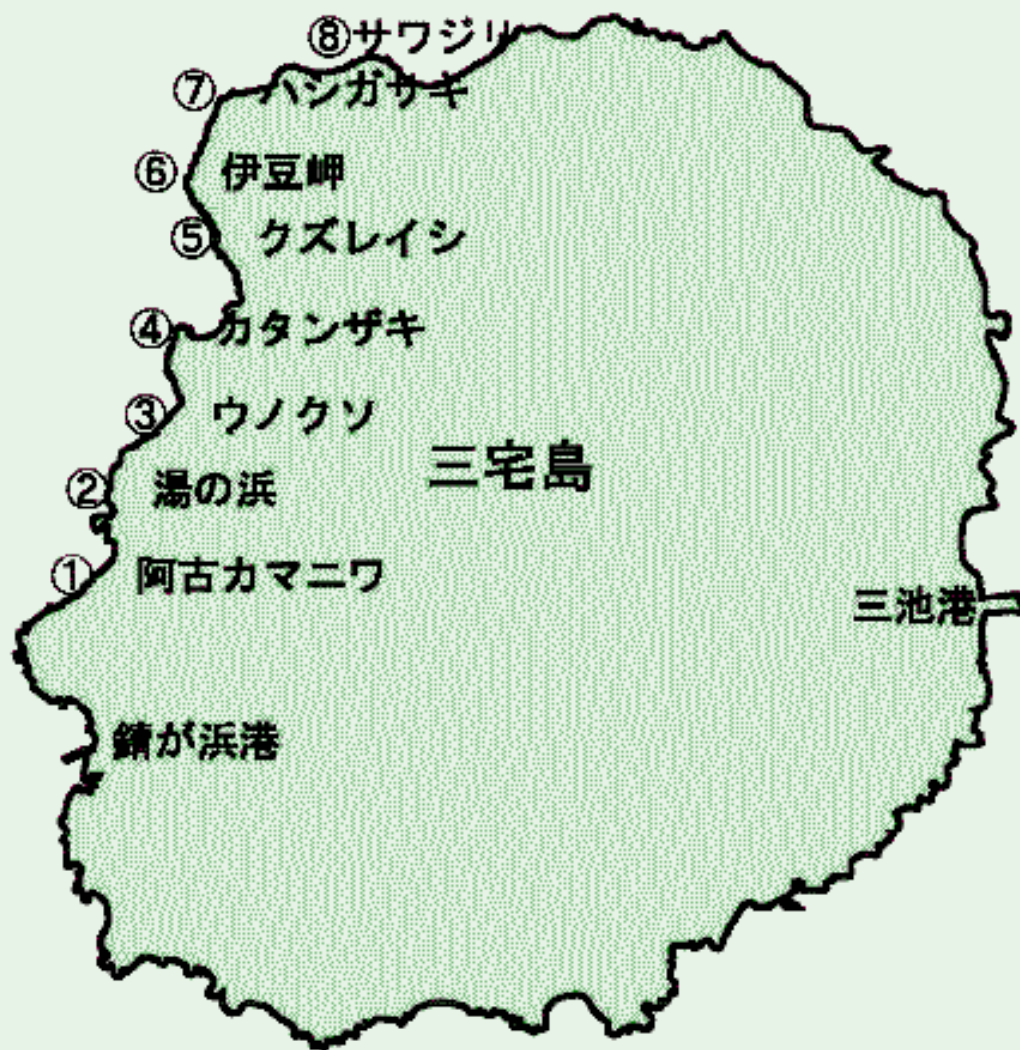 ⑧サワジリ
⑦ ハシガサキ
⑥ 伊豆岬
⑤ クズレイシ
④ カタンザキ
③ ウノクソ
三宅島
② 湯の浜
① 阿古カマニワ
三池港
錆が浜港